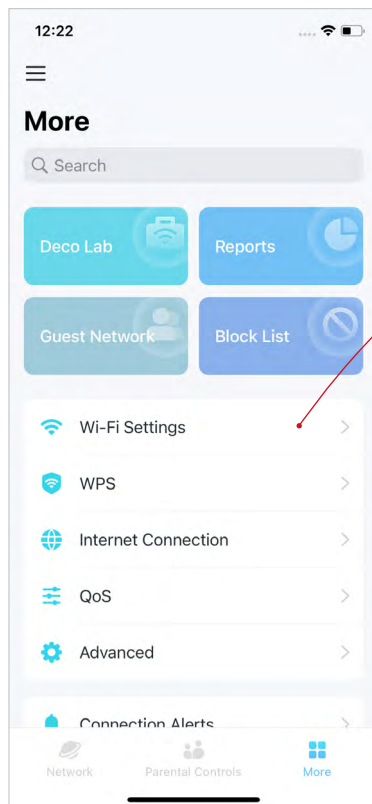 12:22
More
Search
Deco Lab
Reports
Guest Network
Block List
Wi-Fi Settings
WPS
Internet Connection
QoS
Advanced
Connection Alerts
Network
Parental Controls
More